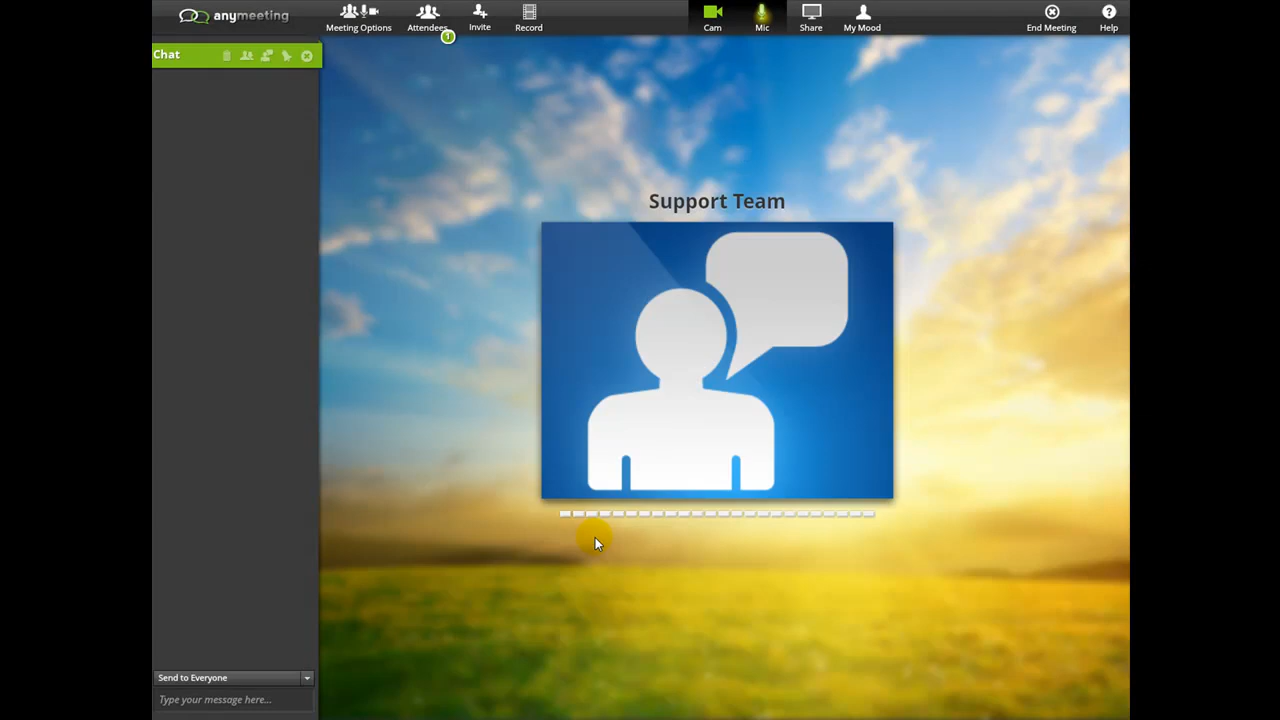 anymeeting
Meeting Options
Attendees
1
Invite
Record
Cam
Mic
Share
My Mood
End Meeting
Help
Chat
Support Team
Send to Everyone
Type your message here...